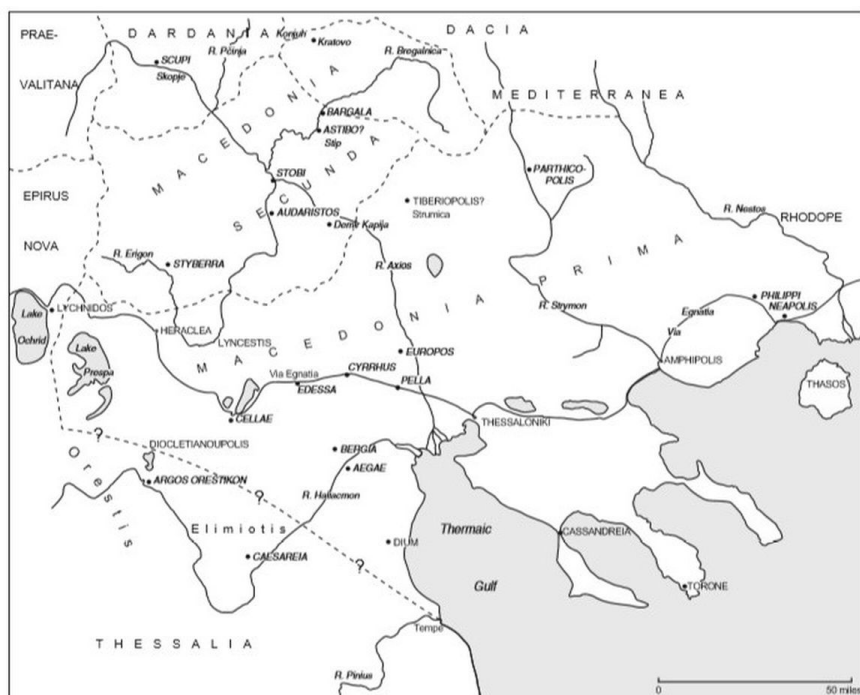 PRAE-
VALITANA
DARDANIA
R. Pčinja
Konjuh
Kratovo
R. Bregalnica
DACIA
MEDITERRANEA
SCUPI
Skopje
BARGALA
ASTIBO?
Stip
MACEDONIA
SECUNDA
STOBI
PARTHICO-
POLIS
EPIRUS
NOVA
AUDARISTOS
Demir Kapija
TIBERIOPOLIS?
Strumica
R. Nestos
RHODOPE
R. Erigon
STYBERRA
R. Axios
MACEDONIA PRIMA
R. Strymon
PHILIPPI
NEAPOLIS
Via Egnatia
Lake
Ochrid
LYCHNIDOS
HERACLEA
LYNCESTIS
Lake
Prespa
EUROPOS
AMPHIPOLIS
Via Egnatia
CYRRHUS
EDESSA
PELLA
THASOS
CELLAE
THESSALONIKI
?
DIOCLETIANOUPOLIS
BERGIA
AEGAE
Orestis
ARGOS ORESTIKON
?
R. Haliacmon
Elimiotis
Thermaic
Gulf
CASSANDREIA
DIUM
CAESAREIA
?
TORONE
Tempe
THESSALIA
R. Pinius
0
50 miles